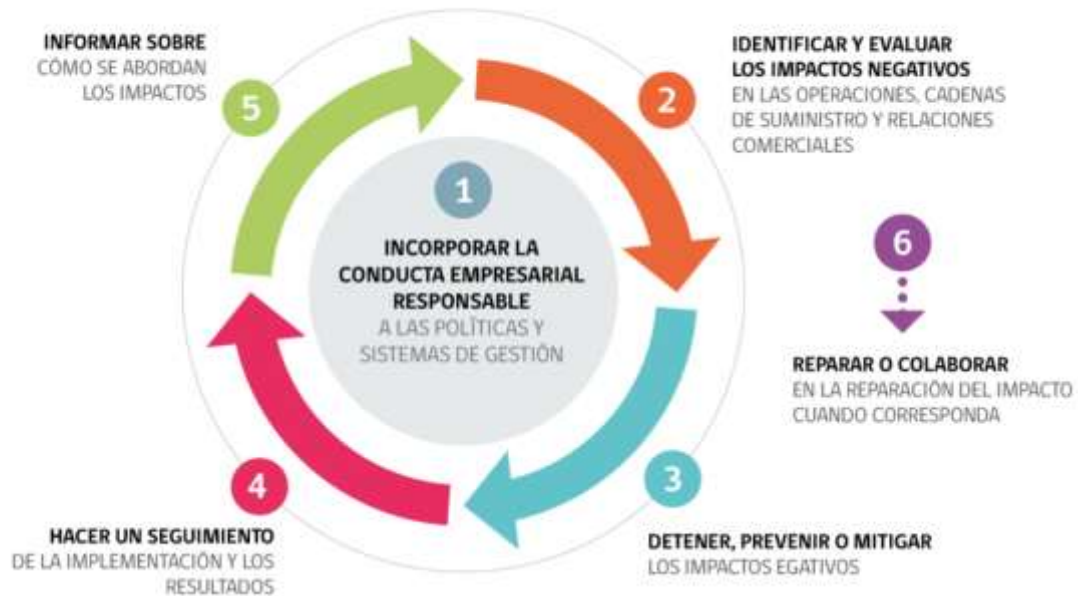 1
INCORPORAR LA
CONDUCTA EMPRESARIAL
RESPONSABLE
A LAS POLÍTICAS Y
SISTEMAS DE GESTIÓN
2
IDENTIFICAR Y EVALUAR
LOS IMPACTOS NEGATIVOS
EN LAS OPERACIONES, CADENAS
DE SUMINISTRO Y RELACIONES
COMERCIALES
3
DETENER, PREVENIR O MITIGAR
LOS IMPACTOS EGATIVOS
4
HACER UN SEGUIMIENTO
DE LA IMPLEMENTACIÓN Y LOS
RESULTADOS
5
INFORMAR SOBRE
CÓMO SE ABORDAN
LOS IMPACTOS
6
REPARAR O COLABORAR
EN LA REPARACIÓN DEL IMPACTO
CUANDO CORRESPONDA